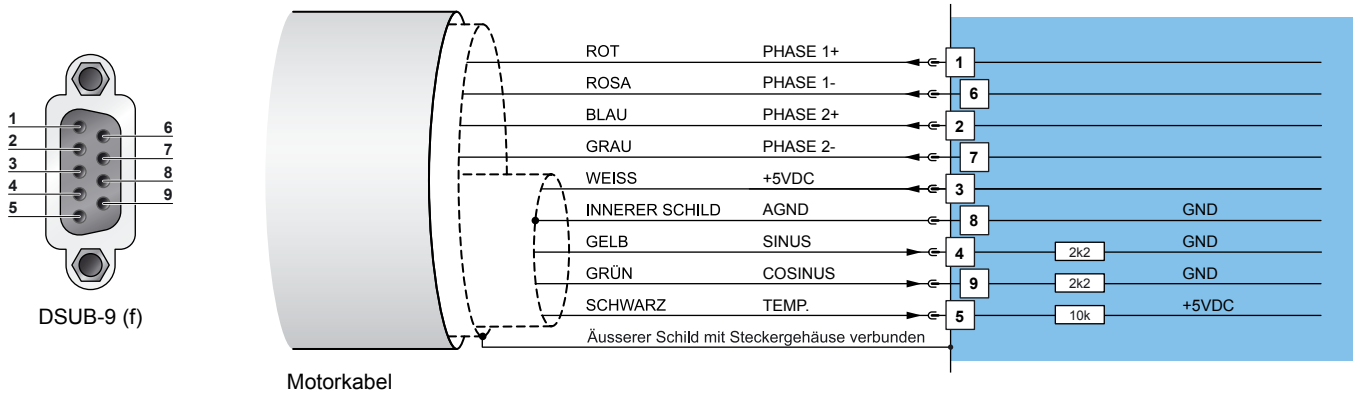 1 6
2 7
3 8
4 9
5
DSUB-9 (f)
ROT PHASE 1+ 1
ROSA PHASE 1- 6
BLAU PHASE 2+ 2
GRAU PHASE 2- 7
WEISS +5VDC 3
INNERER SCHILD AGND 8 GND
GELB SINUS 4 2k2 GND
GRÜN COSINUS 9 2k2 GND
SCHWARZ TEMP. 5 10k +5VDC
Äusserer Schild mit Steckergehäuse verbunden
Motorkabel